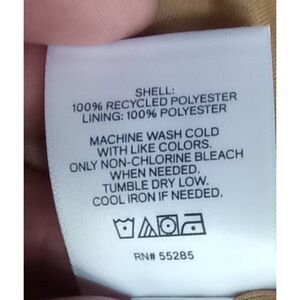 SHELL:
100% RECYCLED POLYESTER
LINING: 100% POLYESTER
MACHINE WASH COLD
WITH LIKE COLORS.
ONLY NON-CHLORINE BLEACH
WHEN NEEDED.
TUMBLE DRY LOW.
COOL IRON IF NEEDED.
RN# 55285